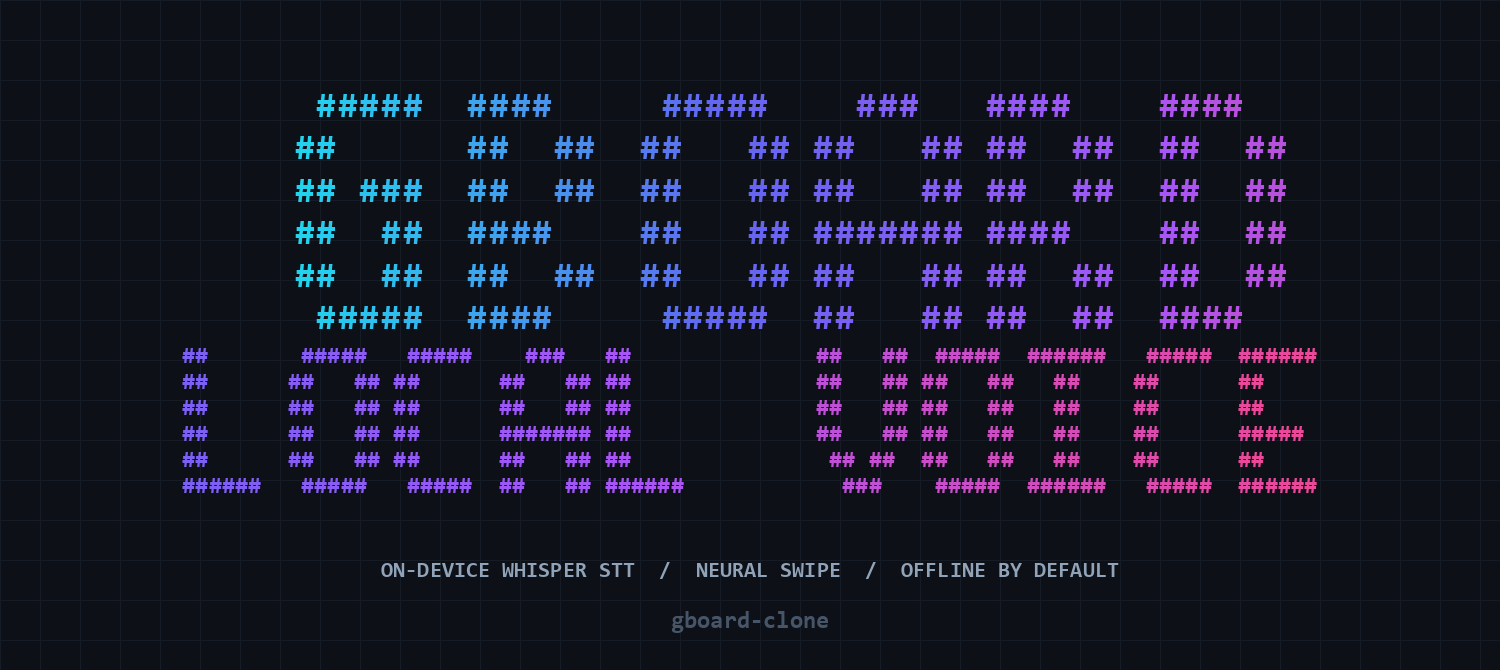 GBOARD
LOCAL VOICE
ON-DEVICE WHISPER STT / NEURAL SWIPE / OFFLINE BY DEFAULT
gboard-clone